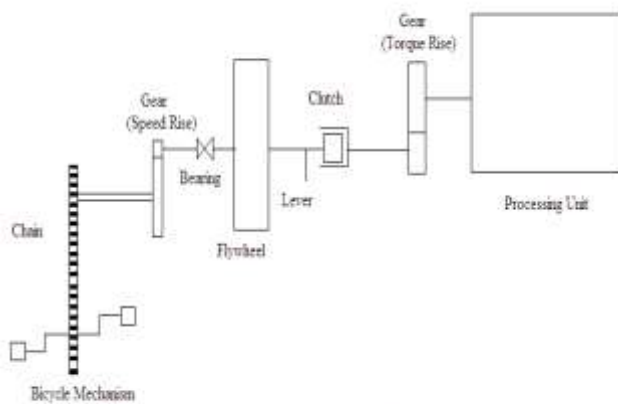 Gear
(Torque Rise)
Clutch
Gear
(Speed Rise)
Bearing
Lever
Processing Unit
Chain
Flywheel
Bicycle Mechanism